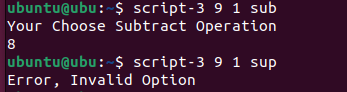 ubuntu@ubu:~$ script-3 9 1 sub
Your Choose Subtract Operation
8
ubuntu@ubu:~$ script-3 9 1 sup
Error, Invalid Option